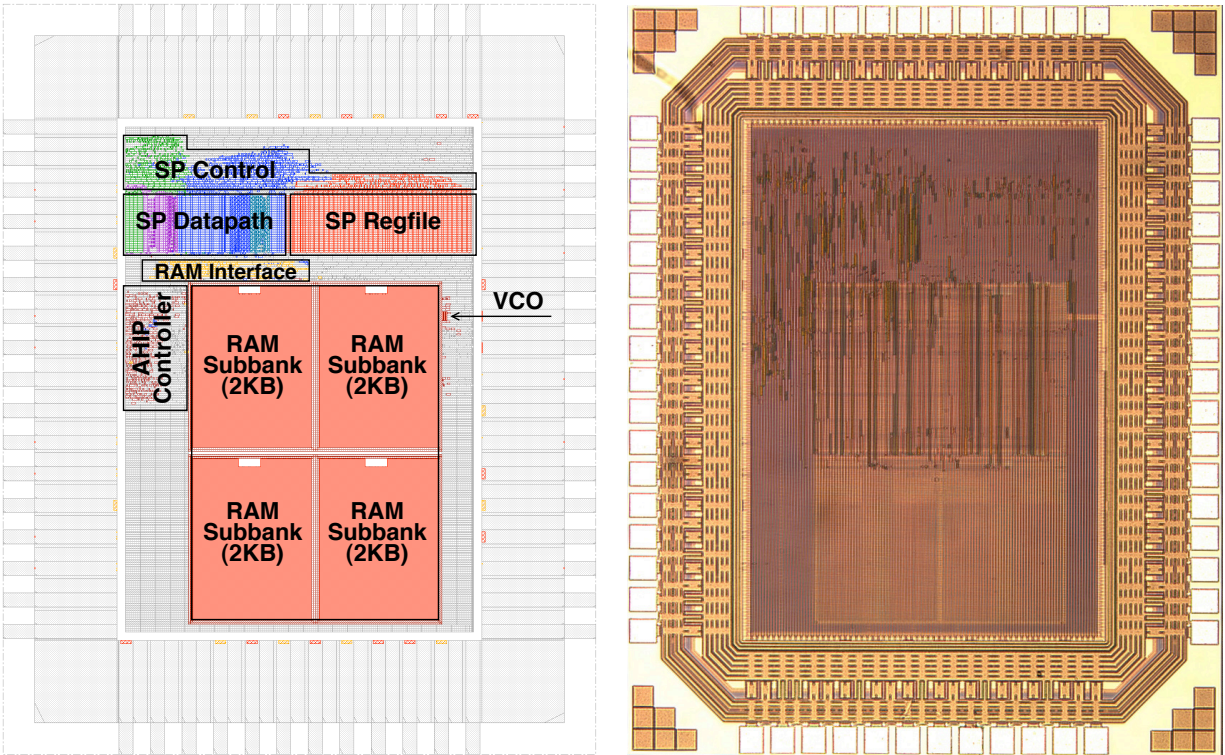 SP Control
SP Datapath
SP Regfile
RAM Interface
VCO
AHIP
Controller
RAM
Subbank
(2KB)
RAM
Subbank
(2KB)
RAM
Subbank
(2KB)
RAM
Subbank
(2KB)